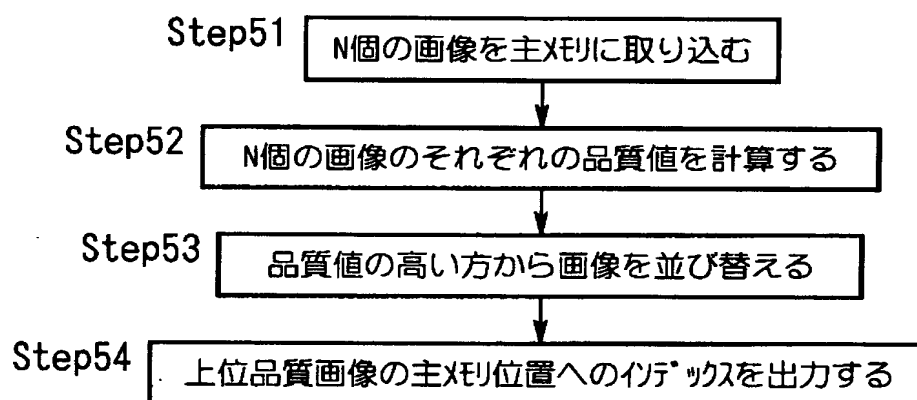 Step51 N個の画像を主ﾒﾓﾘに取り込む
Step52 N個の画像のそれぞれの品質値を計算する
Step53 品質値の高い方から画像を並び替える
Step54 上位品質画像の主ﾒﾓﾘ位置へのｲﾝﾃﾞｯｸｽを出力する